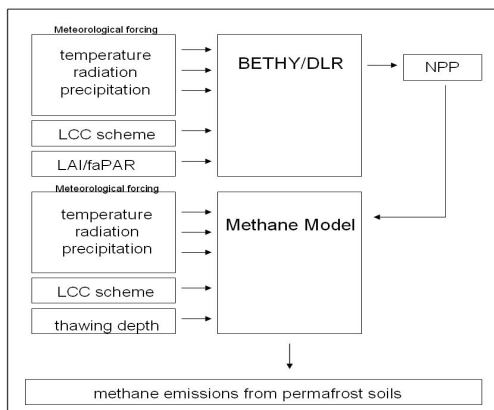 Meteorological forcing
temperature
radiation
precipitation
LCC scheme
LAI/faPAR
BETHY/DLR
NPP
Meteorological forcing
temperature
radiation
precipitation
LCC scheme
thawing depth
Methane Model
methane emissions from permafrost soils